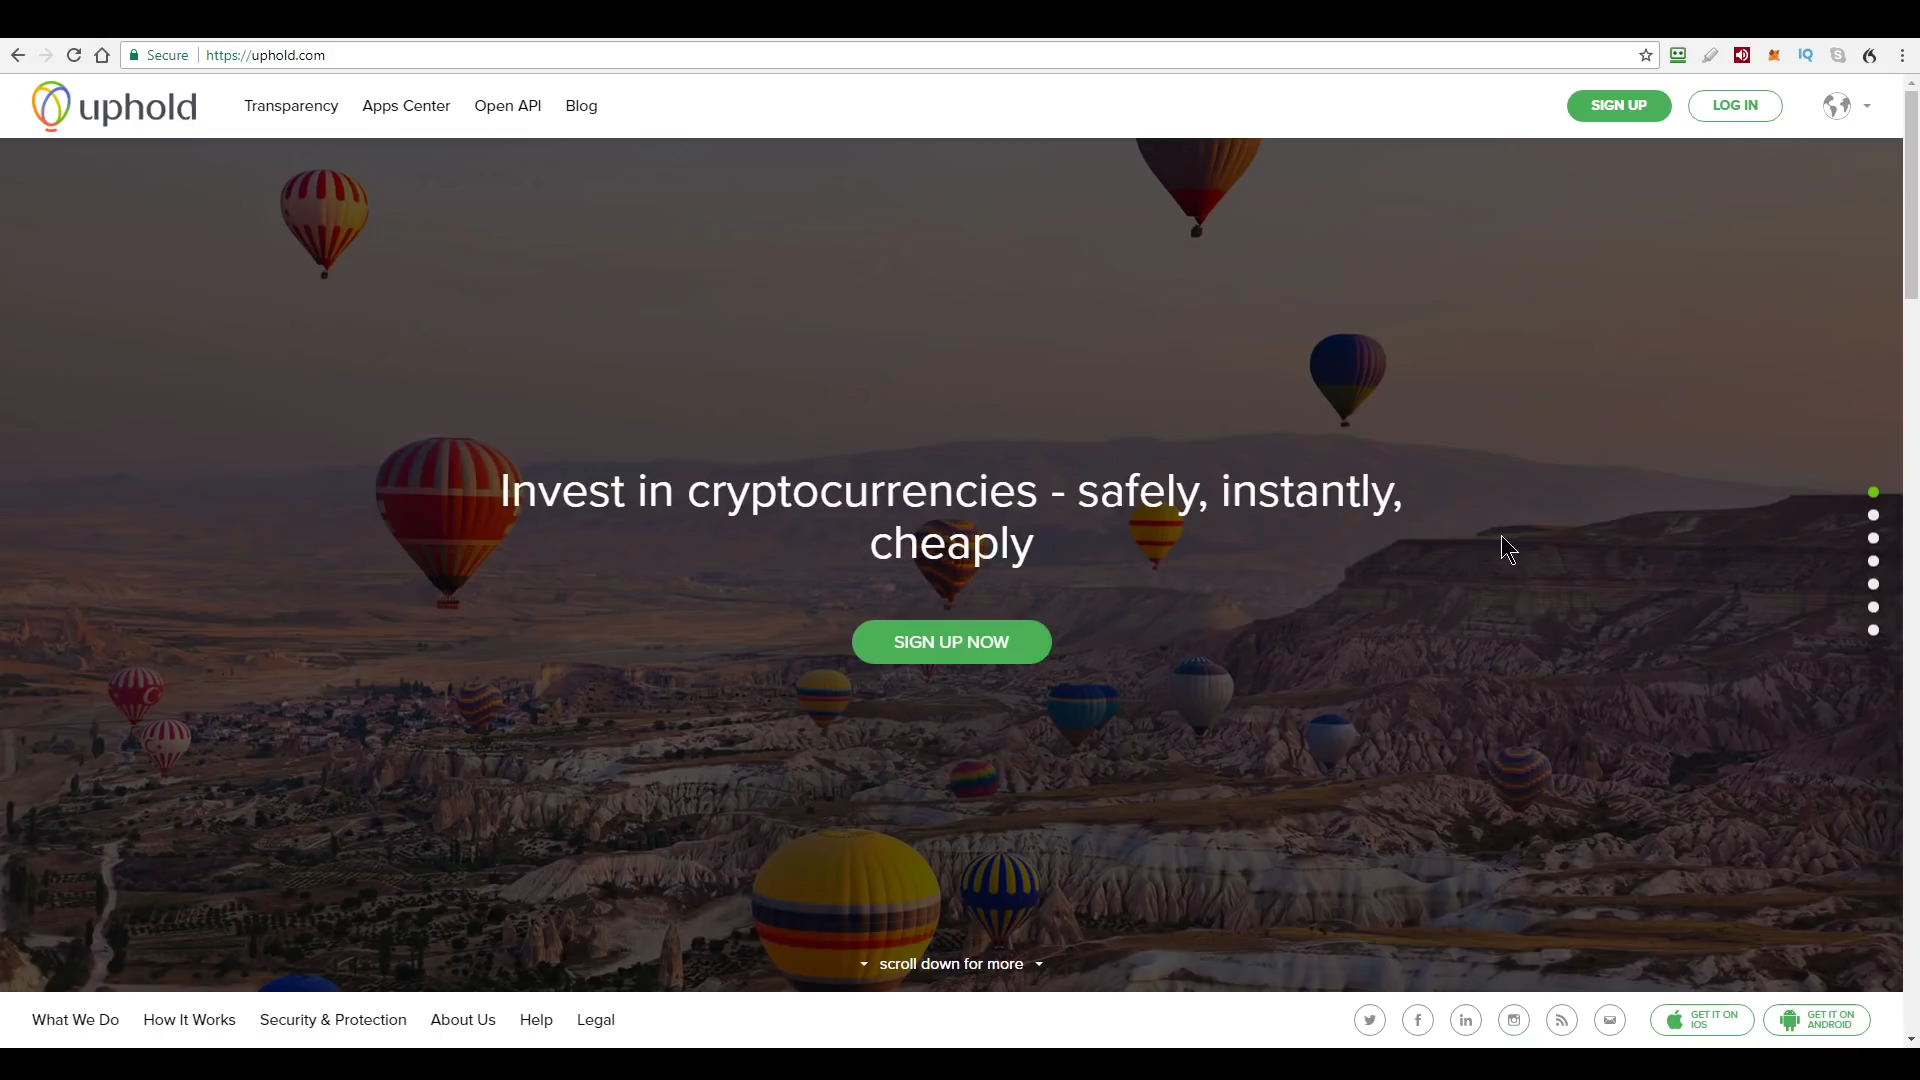 Secure https://uphold.com
IQ
uphold Transparency Apps Center Open API Blog SIGN UP LOG IN
Invest in cryptocurrencies - safely, instantly,
cheaply
SIGN UP NOW
scroll down for more
What We Do How It Works Security & Protection About Us Help Legal
GET IT ON
IOS
GET IT ON
ANDROID